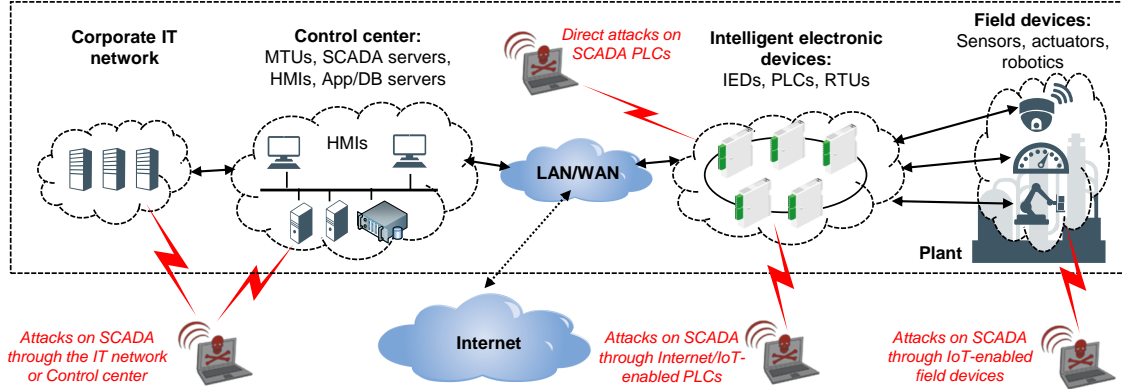 Corporate IT
network
Control center:
MTUs, SCADA servers,
HMIs, App/DB servers
Direct attacks on
SCADA PLCs
Intelligent electronic
devices:
IEDs, PLCs, RTUs
Field devices:
Sensors, actuators,
robotics
HMIs
LAN/WAN
Plant
Attacks on SCADA
through the IT network
or Control center
Internet
Attacks on SCADA
through Internet/IoT-
enabled PLCs
Attacks on SCADA
through IoT-enabled
field devices